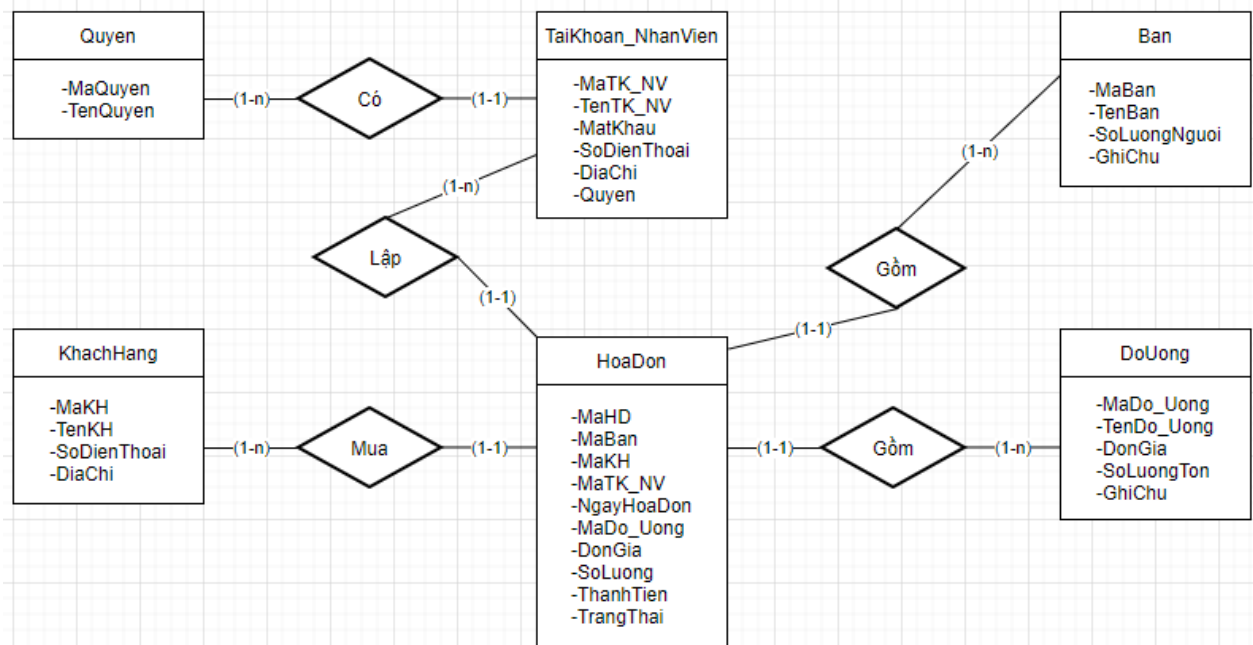 Quyen
-MaQuyen
-TenQuyen
(1-n)
Có
(1-1)
TaiKhoan_NhanVien
-MaTK_NV
-TenTK_NV
-MatKhau
-SoDienThoai
-DiaChi
-Quyen
Ban
-MaBan
-TenBan
-SoLuongNguoi
-GhiChu
(1-n)
Lập
(1-1)
(1-n)
Gồm
(1-1)
KhachHang
-MaKH
-TenKH
-SoDienThoai
-DiaChi
(1-n)
Mua
(1-1)
HoaDon
-MaHD
-MaBan
-MaKH
-MaTK_NV
-NgayHoaDon
-MaDo_Uong
-DonGia
-SoLuong
-ThanhTien
-TrangThai
(1-1)
Gồm
(1-n)
DoUong
-MaDo_Uong
-TenDo_Uong
-DonGia
-SoLuongTon
-GhiChu